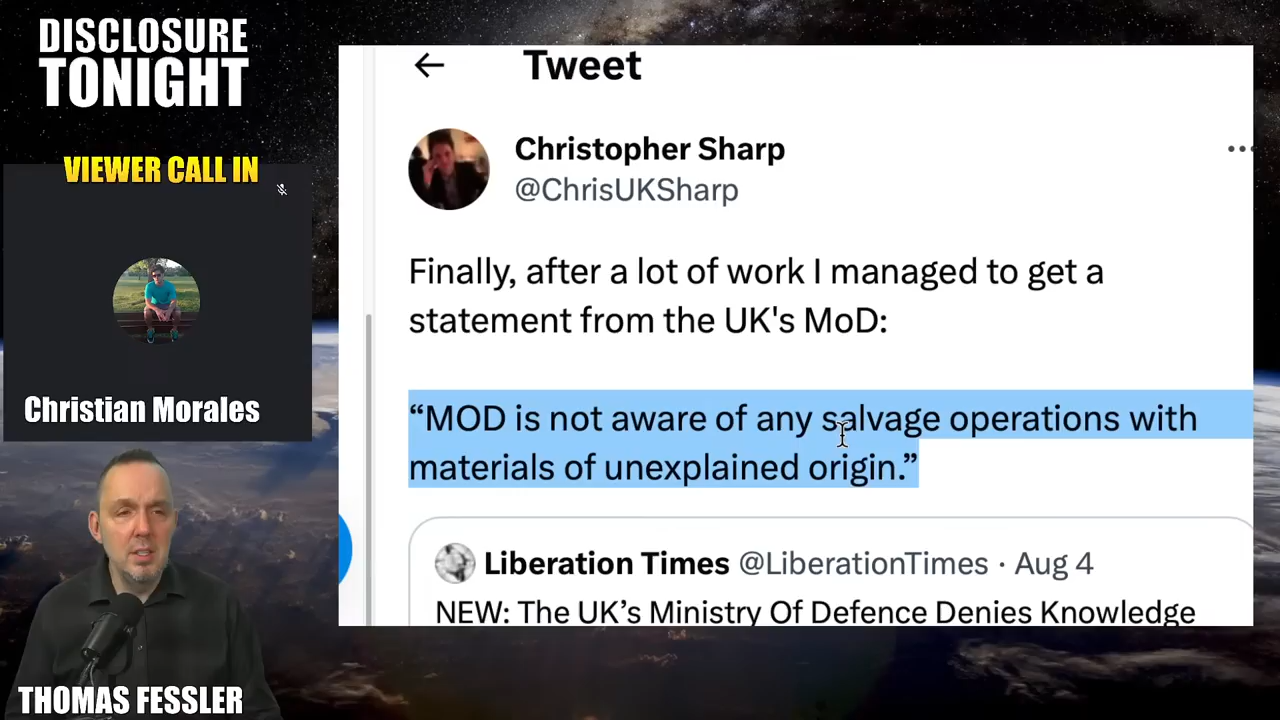 DISCLOSURE
TONIGHT
VIEWER CALL IN
Christian Morales
THOMAS FESSLER
Tweet
Christopher Sharp
@ChrisUKSharp
Finally, after a lot of work I managed to get a
statement from the UK's MoD:
“MOD is not aware of any salvage operations with
materials of unexplained origin.”
Liberation Times @LiberationTimes · Aug 4
NEW: The UK’s Ministry Of Defence Denies Knowledge